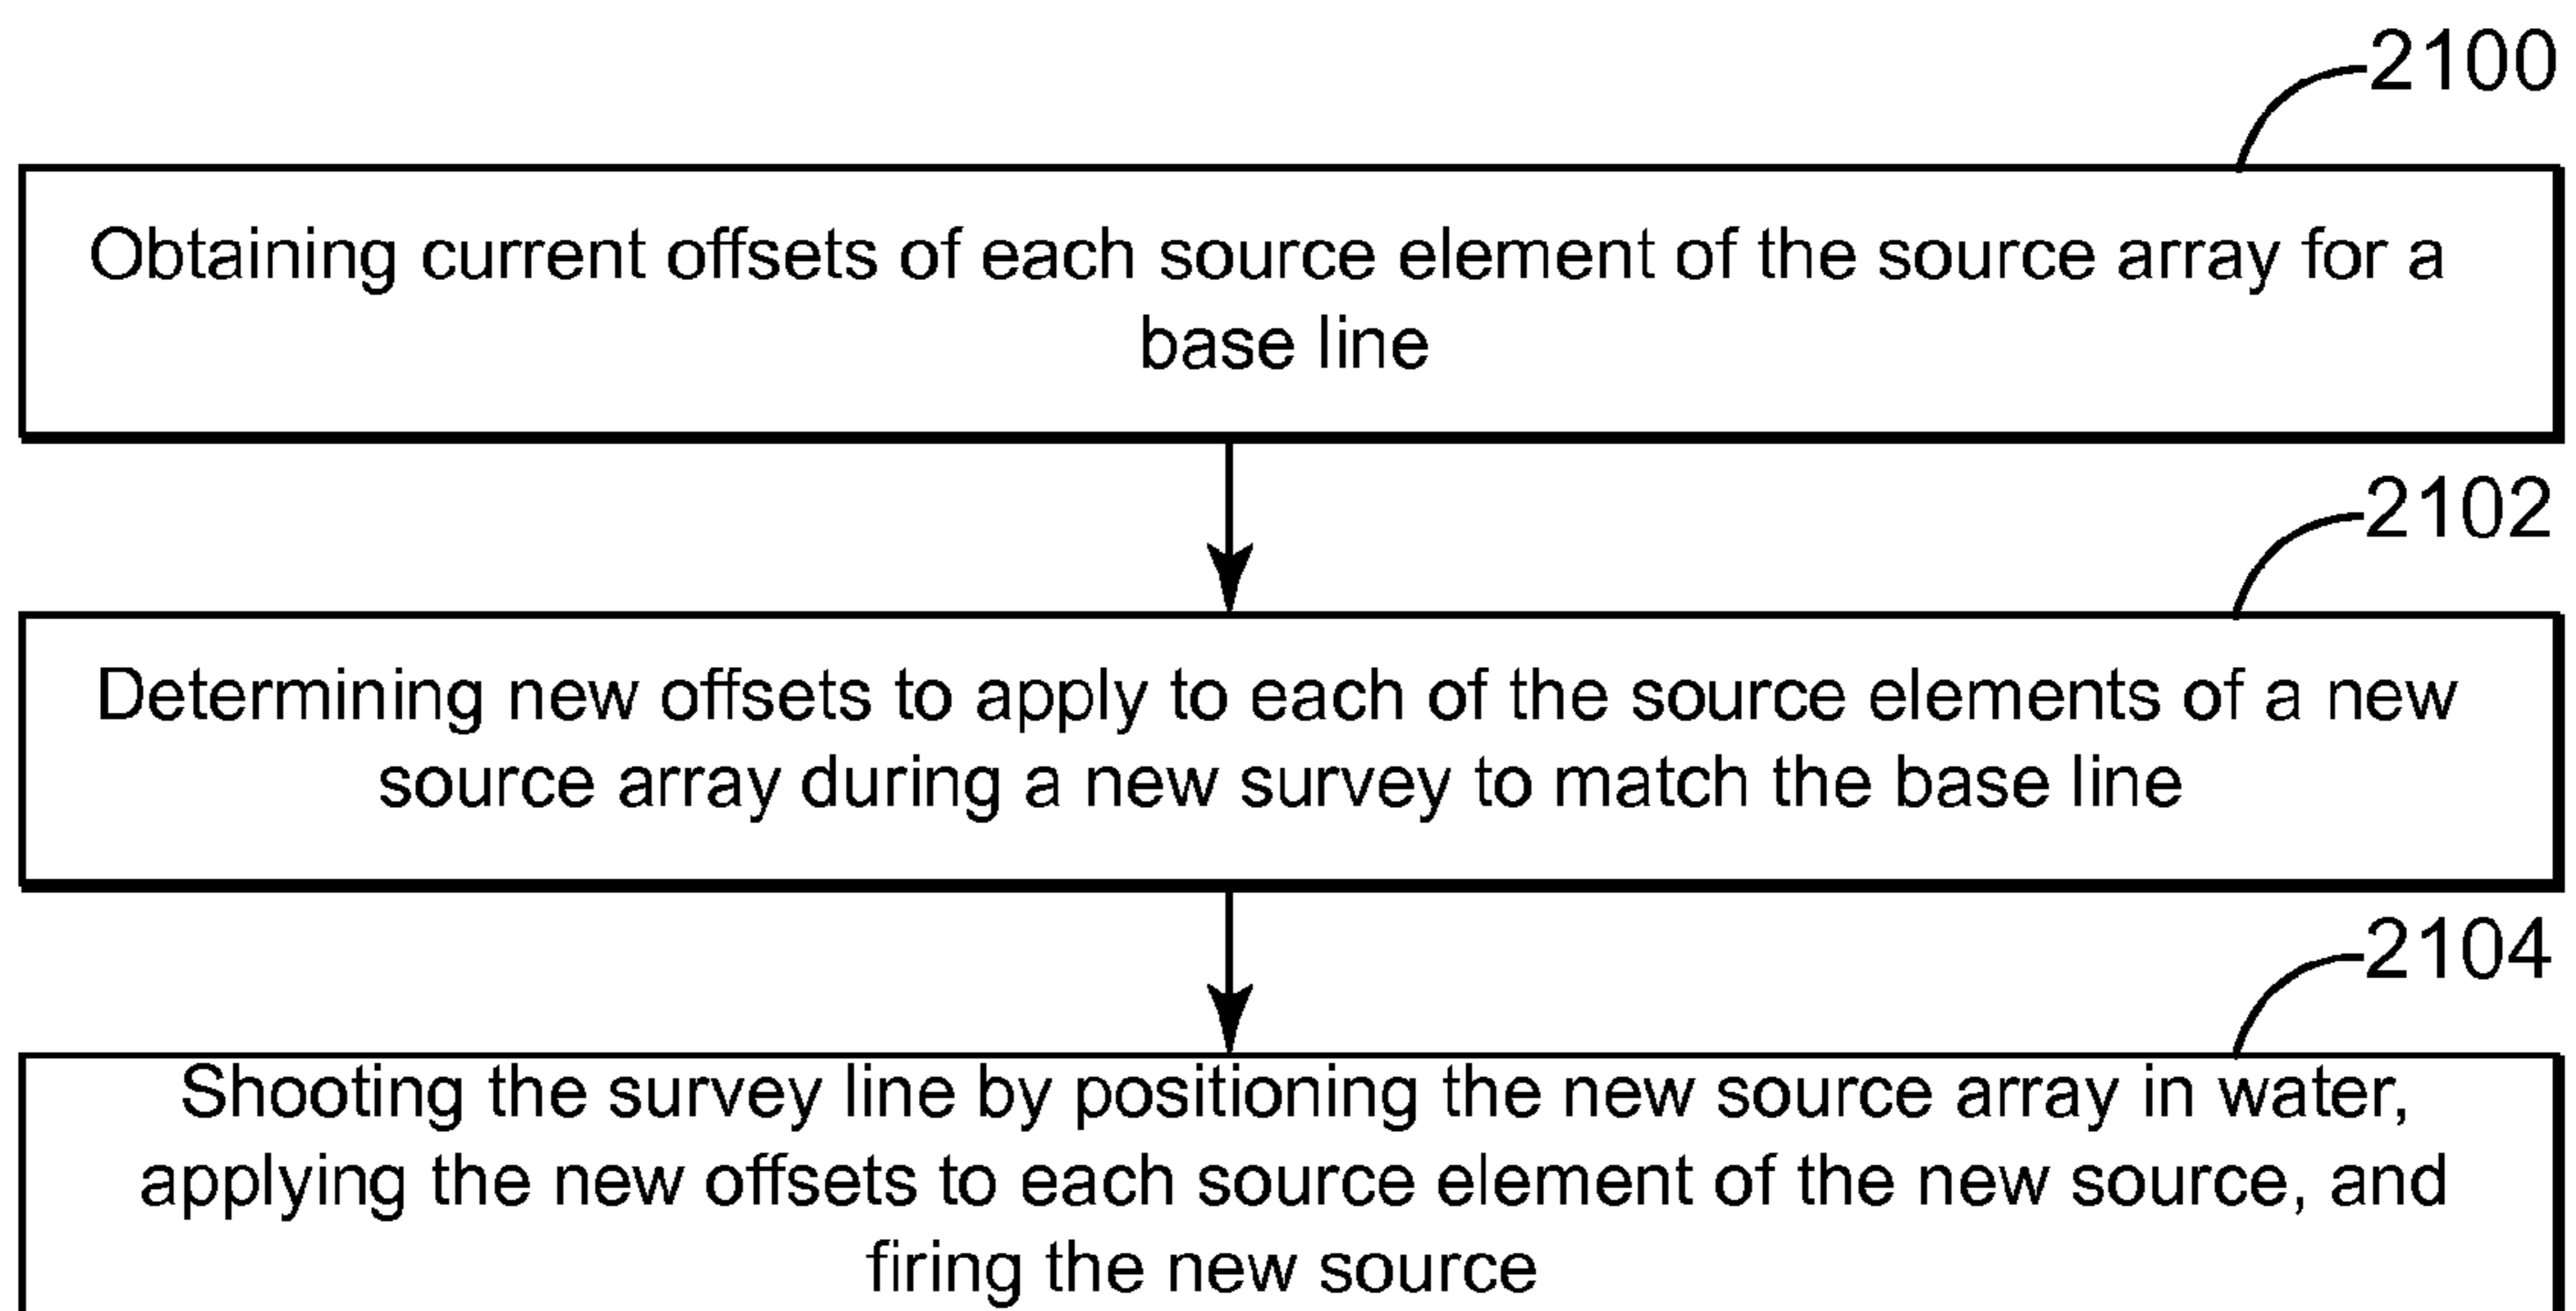 2100
Obtaining current offsets of each source element of the source array for a
base line
2102
Determining new offsets to apply to each of the source elements of a new
source array during a new survey to match the base line
2104
Shooting the survey line by positioning the new source array in water,
applying the new offsets to each source element of the new source, and
firing the new source